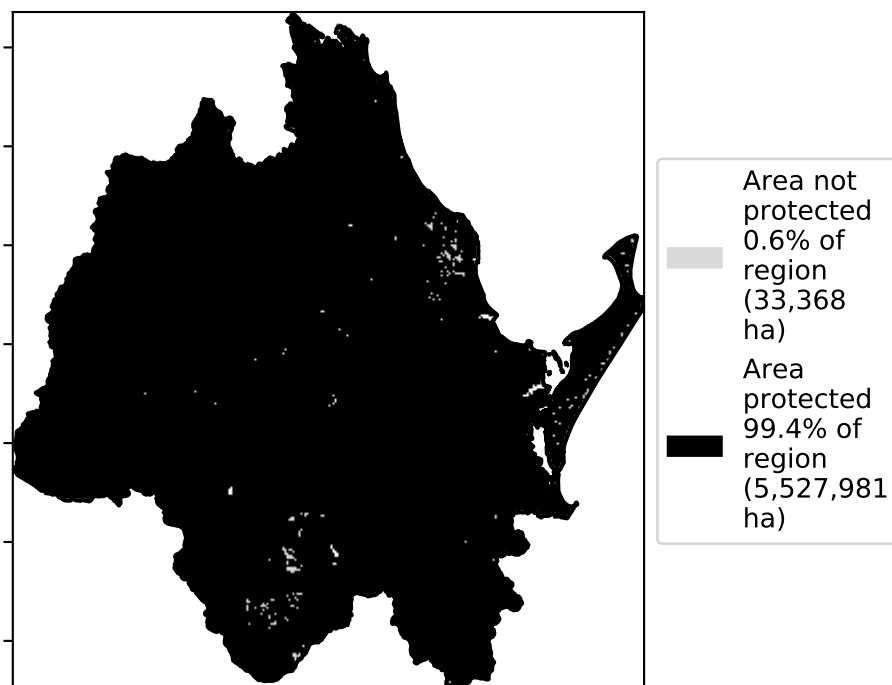 Area not
protected
0.6% of
region
(33,368
ha)
Area
protected
99.4% of
region
(5,527,981
ha)